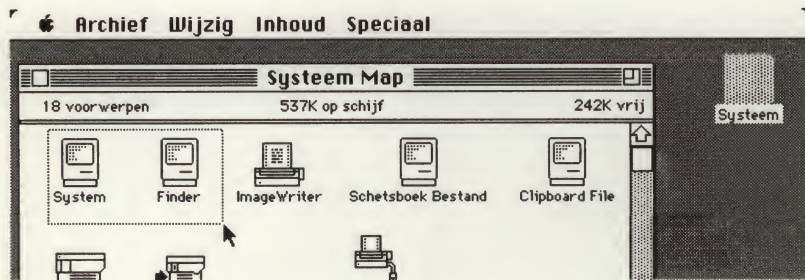 Archief Wijzig Inhoud Speciaal
Systeem Map
18 voorwerpen 537K op schijf 242K vrij
Systeem
System Finder ImageWriter Schetsboek Bestand Clipboard File